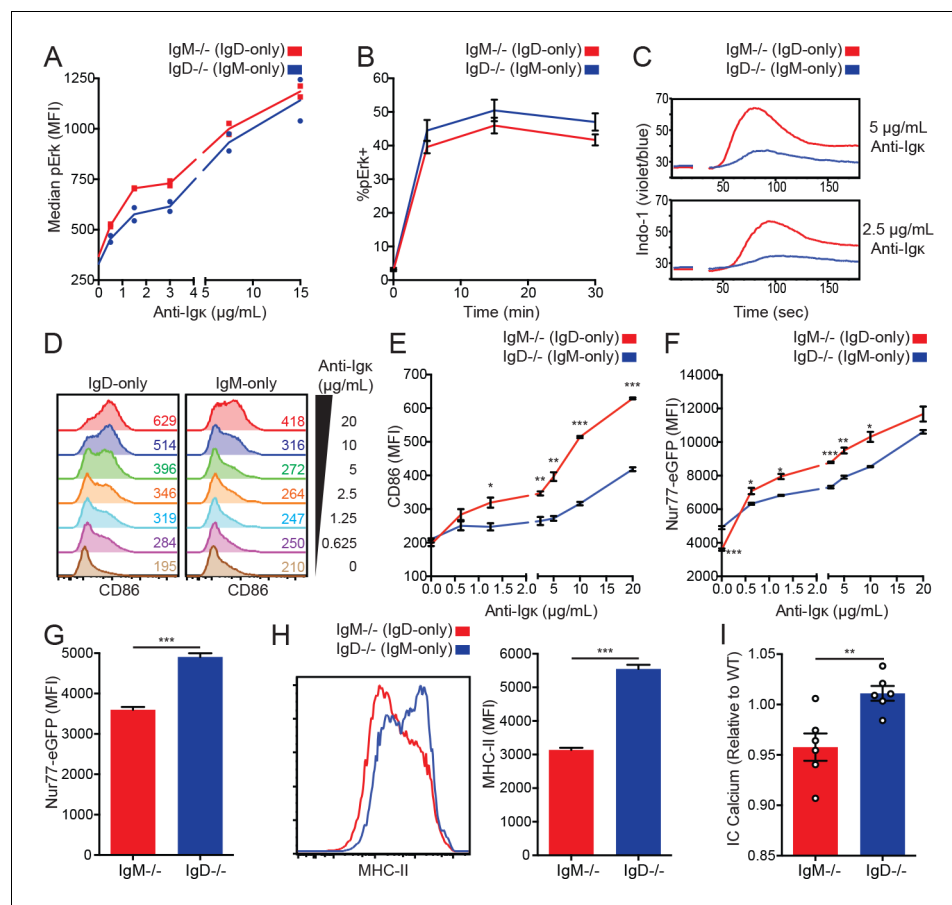 A
IgM-/- (IgD-only)
IgD-/- (IgM-only)
1250
1000
750
500
250
Median pErk (MFI)
0 1 2 3 4 5 10 15
Anti-Igκ (µg/mL)
B
IgM-/- (IgD-only)
IgD-/- (IgM-only)
60
50
40
30
20
10
0
%pErk+
0 10 20 30
Time (min)
C
IgM-/- (IgD-only)
IgD-/- (IgM-only)
70
50
30
5 µg/mL
Anti-Igκ
50 100 150
70
50
30
2.5 µg/mL
Anti-Igκ
Indo-1 (violet/blue)
50 100 150
Time (sec)
D
IgD-only IgM-only
Anti-Igκ
(µg/mL)
629 418 20
514 316 10
396 272 5
346 264 2.5
319 247 1.25
284 250 0.625
195 210 0
CD86 CD86
E
IgM-/- (IgD-only)
IgD-/- (IgM-only)
700
600
500
400
300
200
100
CD86 (MFI)
* ** ** *** ***
0.0 0.5 1.0 1.5 2.0 5 10 15 20
Anti-Igκ (µg/mL)
F
IgM-/- (IgD-only)
IgD-/- (IgM-only)
14000
12000
10000
8000
6000
4000
2000
Nur77-eGFP (MFI)
*** * * *** ** *
0.0 0.5 1.0 1.5 2.0 5 10 15 20
Anti-Igκ (µg/mL)
G
***
5000
4000
3000
2000
1000
0
Nur77-eGFP (MFI)
IgM-/- IgD-/-
H
IgM-/- (IgD-only)
IgD-/- (IgM-only)
MHC-II
***
6000
5000
4000
3000
2000
1000
0
MHC-II (MFI)
IgM-/- IgD-/-
I
**
1.05
1.00
0.95
0.90
0.85
IC Calcium (Relative to WT)
IgM-/- IgD-/-